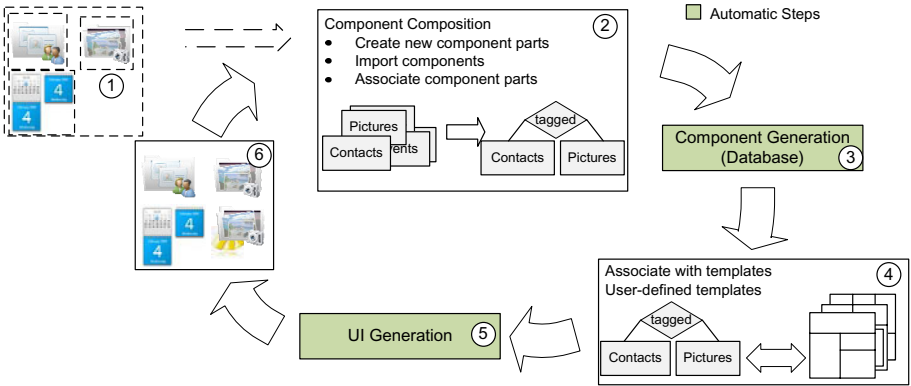 1
Component Composition
2
• Create new component parts
• Import components
• Associate component parts
Pictures
Contacts
tagged
Contacts
Pictures
Automatic Steps
Component Generation
(Database)
3
Associate with templates
4
User-defined templates
tagged
Contacts
Pictures
UI Generation
5
6
4
4
4
4